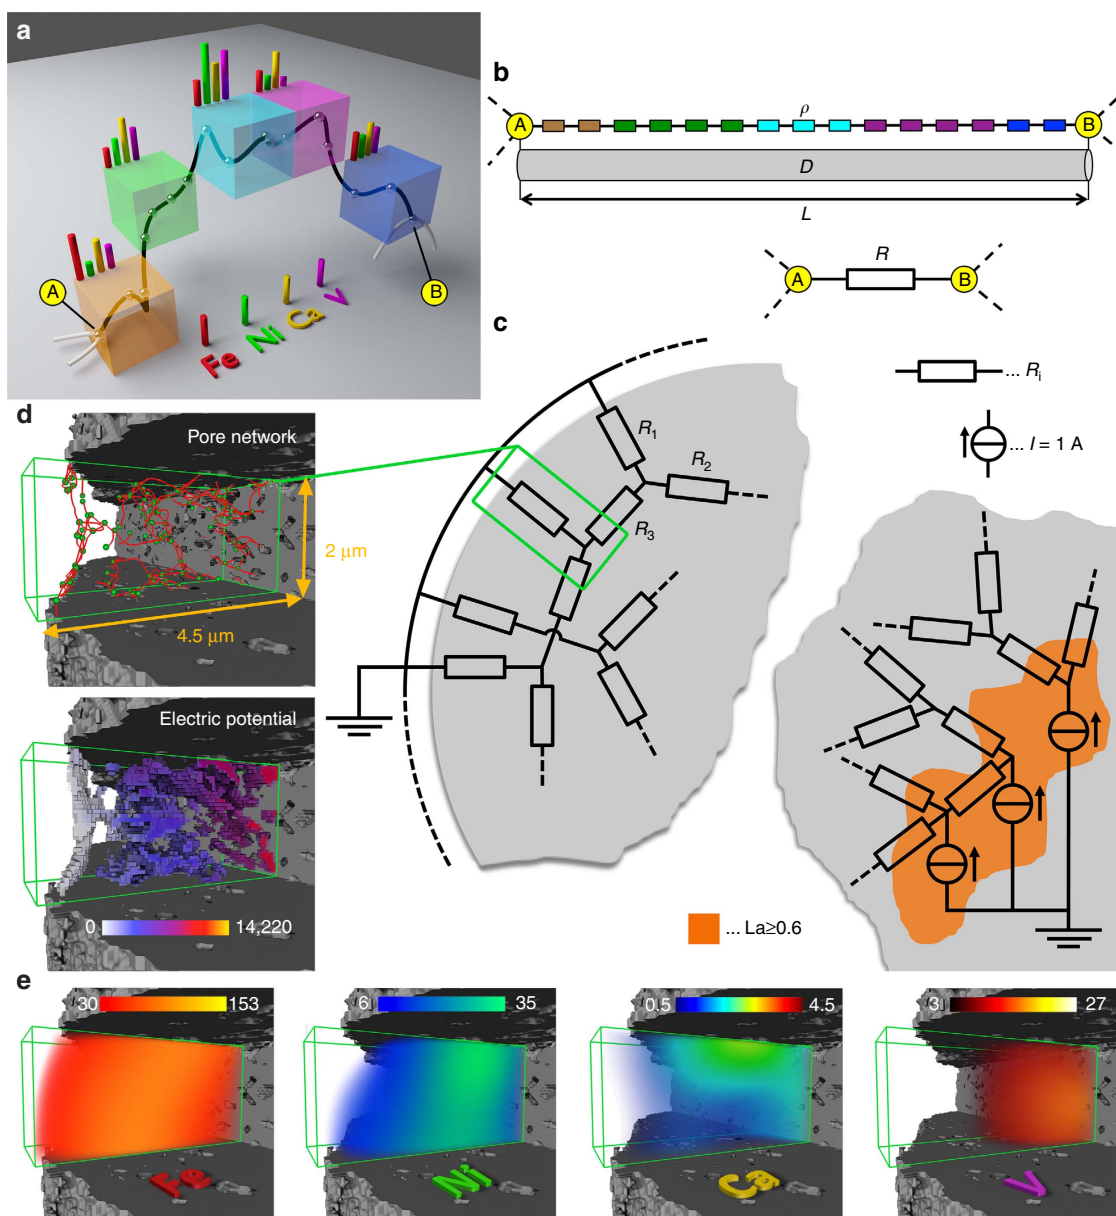 a
A
B
Fe
Ni
Ca
V
b
A
ρ
B
D
L
A
R
B
c
... Rᵢ
... I = 1 A
R₁
R₂
R₃
d
Pore network
2 μm
4.5 μm
Electric potential
0 14,220
... La≥0.6
e
30 153
Fe
6 35
Ni
0.5 4.5
Ca
3 27
V